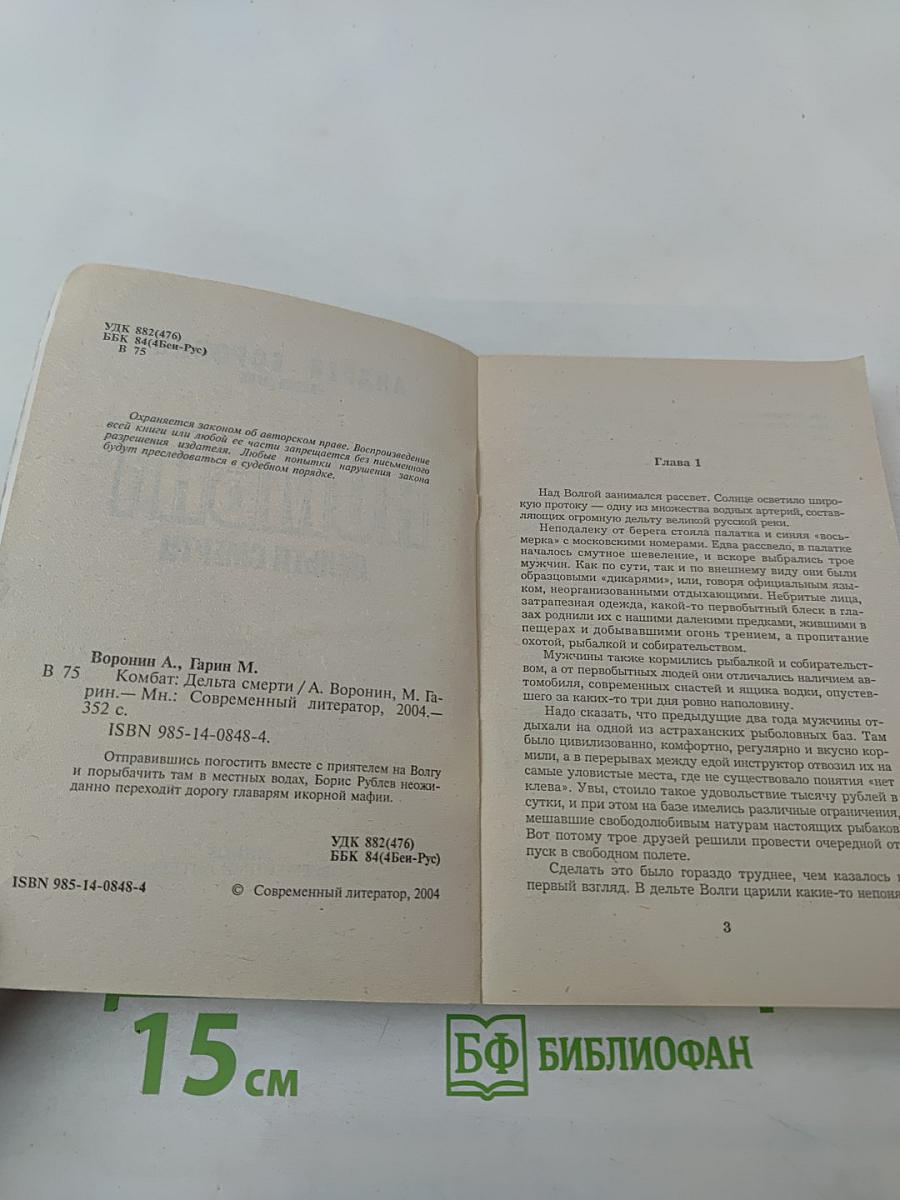 УДК 882(476)
ББК 84(4Беи-Рус)
В 75
Охраняется законом об авторском праве. Воспроизведение
всей книги или любой ее части запрещается без письменного
разрешения издателя. Любые попытки нарушения закона
будут преследоваться в судебном порядке.
Воронин А., Гарин М.
В 75 Комбат: Дельта смерти / А. Воронин, М. Га-
рин.— Мн.: Современный литератор, 2004.—
352 с.
ISBN 985-14-0848-4.
Отправившись погостить вместе с приятелем на Волгу
и порыбачить там в местных водах, Борис Рублев неожи-
данно переходит дорогу главарям икорной мафии.
УДК 882(476)
ББК 84(4Беи-Рус)
ISBN 985-14-0848-4
© Современный литератор, 2004
Глава 1
Над Волгой занимался рассвет. Солнце осветило широ-
кую протоку — одну из множества водных артерий, состав-
ляющих огромную дельту великой русской реки.
Неподалеку от берега стояла палатка и синяя «вось-
мерка» с московскими номерами. Едва рассвело, в палатке
началось смутное шевеление, и вскоре выбрались трое
мужчин. Как по сути, так и по внешнему виду они были
образцовыми «дикарями», или, говоря официальным язы-
ком, неорганизованными отдыхающими. Небритые лица,
затрапезная одежда, какой-то первобытный блеск в гла-
зах роднили их с нашими далекими предками, жившими в
пещерах и добывавшими огонь трением, а пропитание
охотой, рыбалкой и собирательством.
Мужчины также кормились рыбалкой и собирательст-
вом, а от первобытных людей они отличались наличием ав-
томобиля, современных снастей и ящика водки, опустев-
шего за каких-то три дня ровно наполовину.
Надо сказать, что предыдущие два года мужчины от-
дыхали на одной из астраханских рыболовных баз. Там
было цивилизованно, комфортно, регулярно и вкусно кор-
мили, а в перерывах между едой инструктор отвозил их на
самые уловистые места, где не существовало понятия «нет
клева». Увы, стоило такое удовольствие тысячу рублей в
сутки, и при этом на базе имелись различные ограничения,
мешавшие свободолюбивым натурам настоящих рыбаков
Вот потому трое друзей решили провести очередной от
пуск в свободном полете.
Сделать это было гораздо труднее, чем казалось
первый взгляд. В дельте Волги царили какие-то непоня
3
15 см
БФ БИБЛИОФАН